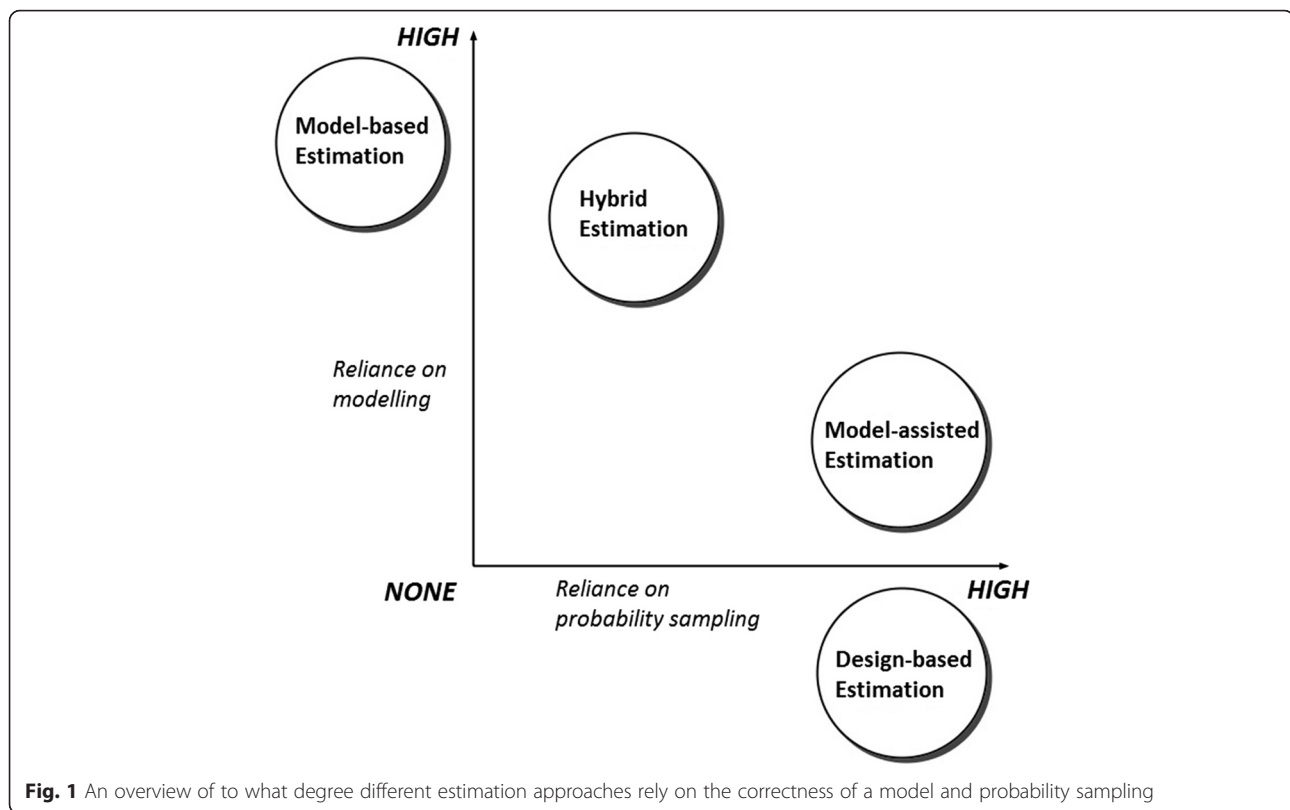 HIGH
Model-based
Estimation
Hybrid
Estimation
Reliance on
modelling
Model-assisted
Estimation
NONE
Reliance on
probability sampling
HIGH
Design-based
Estimation
Fig. 1 An overview of to what degree different estimation approaches rely on the correctness of a model and probability sampling